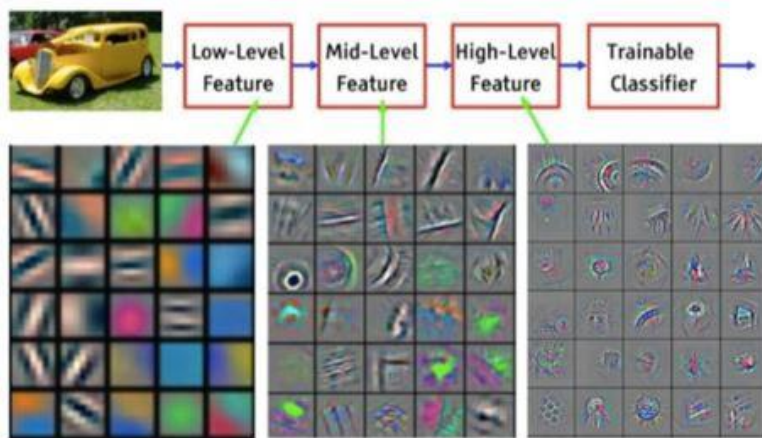 Low-Level
Feature
Mid-Level
Feature
High-Level
Feature
Trainable
Classifier